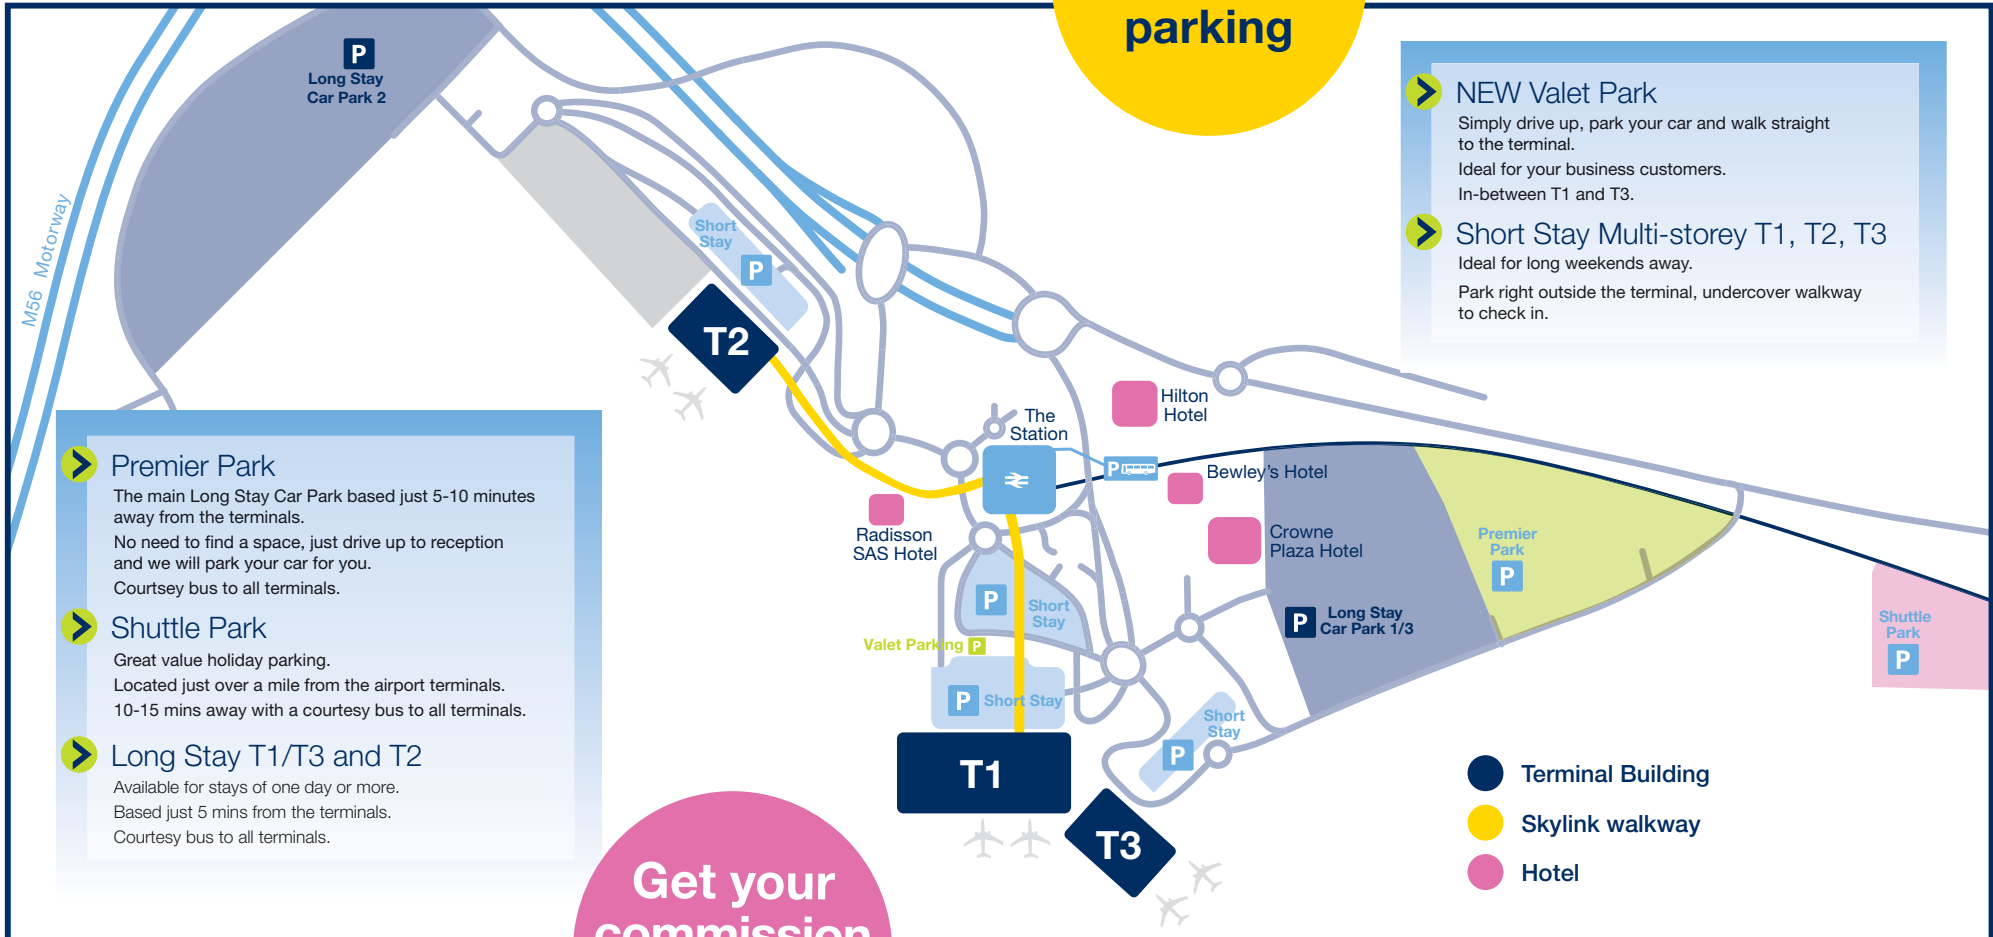 parking
P
Long Stay
Car Park 2
M56 Motorway
NEW Valet Park
Simply drive up, park your car and walk straight
to the terminal.
Ideal for your business customers.
In-between T1 and T3.
Short Stay Multi-storey T1, T2, T3
Ideal for long weekends away.
Park right outside the terminal, undercover walkway
to check in.
Short
Stay
P
T2
Hilton
Hotel
The
Station
P
Bewley's Hotel
Radisson
SAS Hotel
Crowne
Plaza Hotel
Premier
Park
P
P
Short
Stay
P
Long Stay
Car Park 1/3
Shuttle
Park
P
Valet Parking P
P
Short Stay
Short
Stay
P
T1
T3
Premier Park
The main Long Stay Car Park based just 5-10 minutes
away from the terminals.
No need to find a space, just drive up to reception
and we will park your car for you.
Courtsey bus to all terminals.
Shuttle Park
Great value holiday parking.
Located just over a mile from the airport terminals.
10-15 mins away with a courtesy bus to all terminals.
Long Stay T1/T3 and T2
Available for stays of one day or more.
Based just 5 mins from the terminals.
Courtesy bus to all terminals.
Terminal Building
Skylink walkway
Hotel
Get your
commission